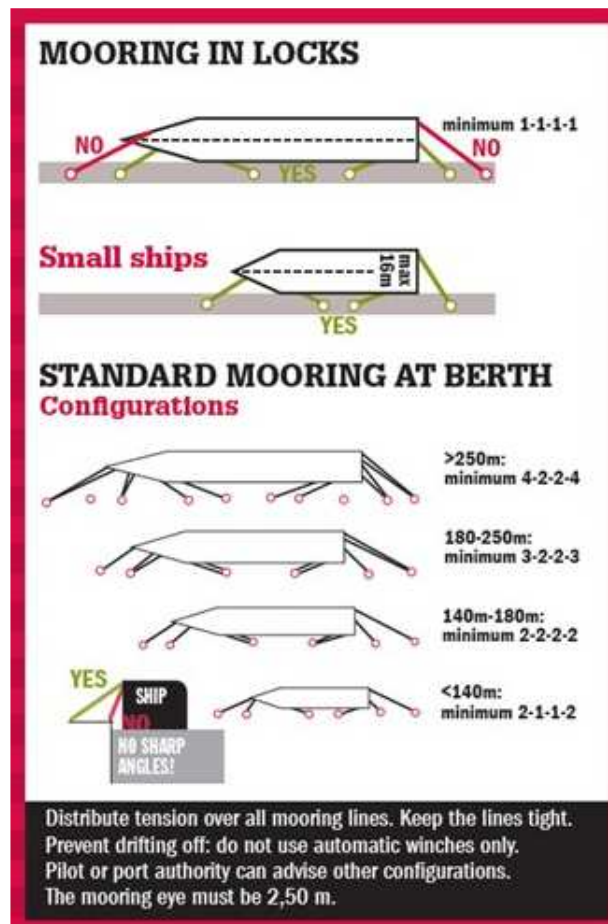 MOORING IN LOCKS
minimum 1-1-1-1
NO
NO
YES
Small ships
max
16m
YES
STANDARD MOORING AT BERTH
Configurations
>250m:
minimum 4-2-2-4
180-250m:
minimum 3-2-2-3
140m-180m:
minimum 2-2-2-2
YES
SHIP
NO
NO SHARP
ANGLES!
<140m:
minimum 2-1-1-2
Distribute tension over all mooring lines. Keep the lines tight.
Prevent drifting off: do not use automatic winches only.
Pilot or port authority can advise other configurations.
The mooring eye must be 2,50 m.